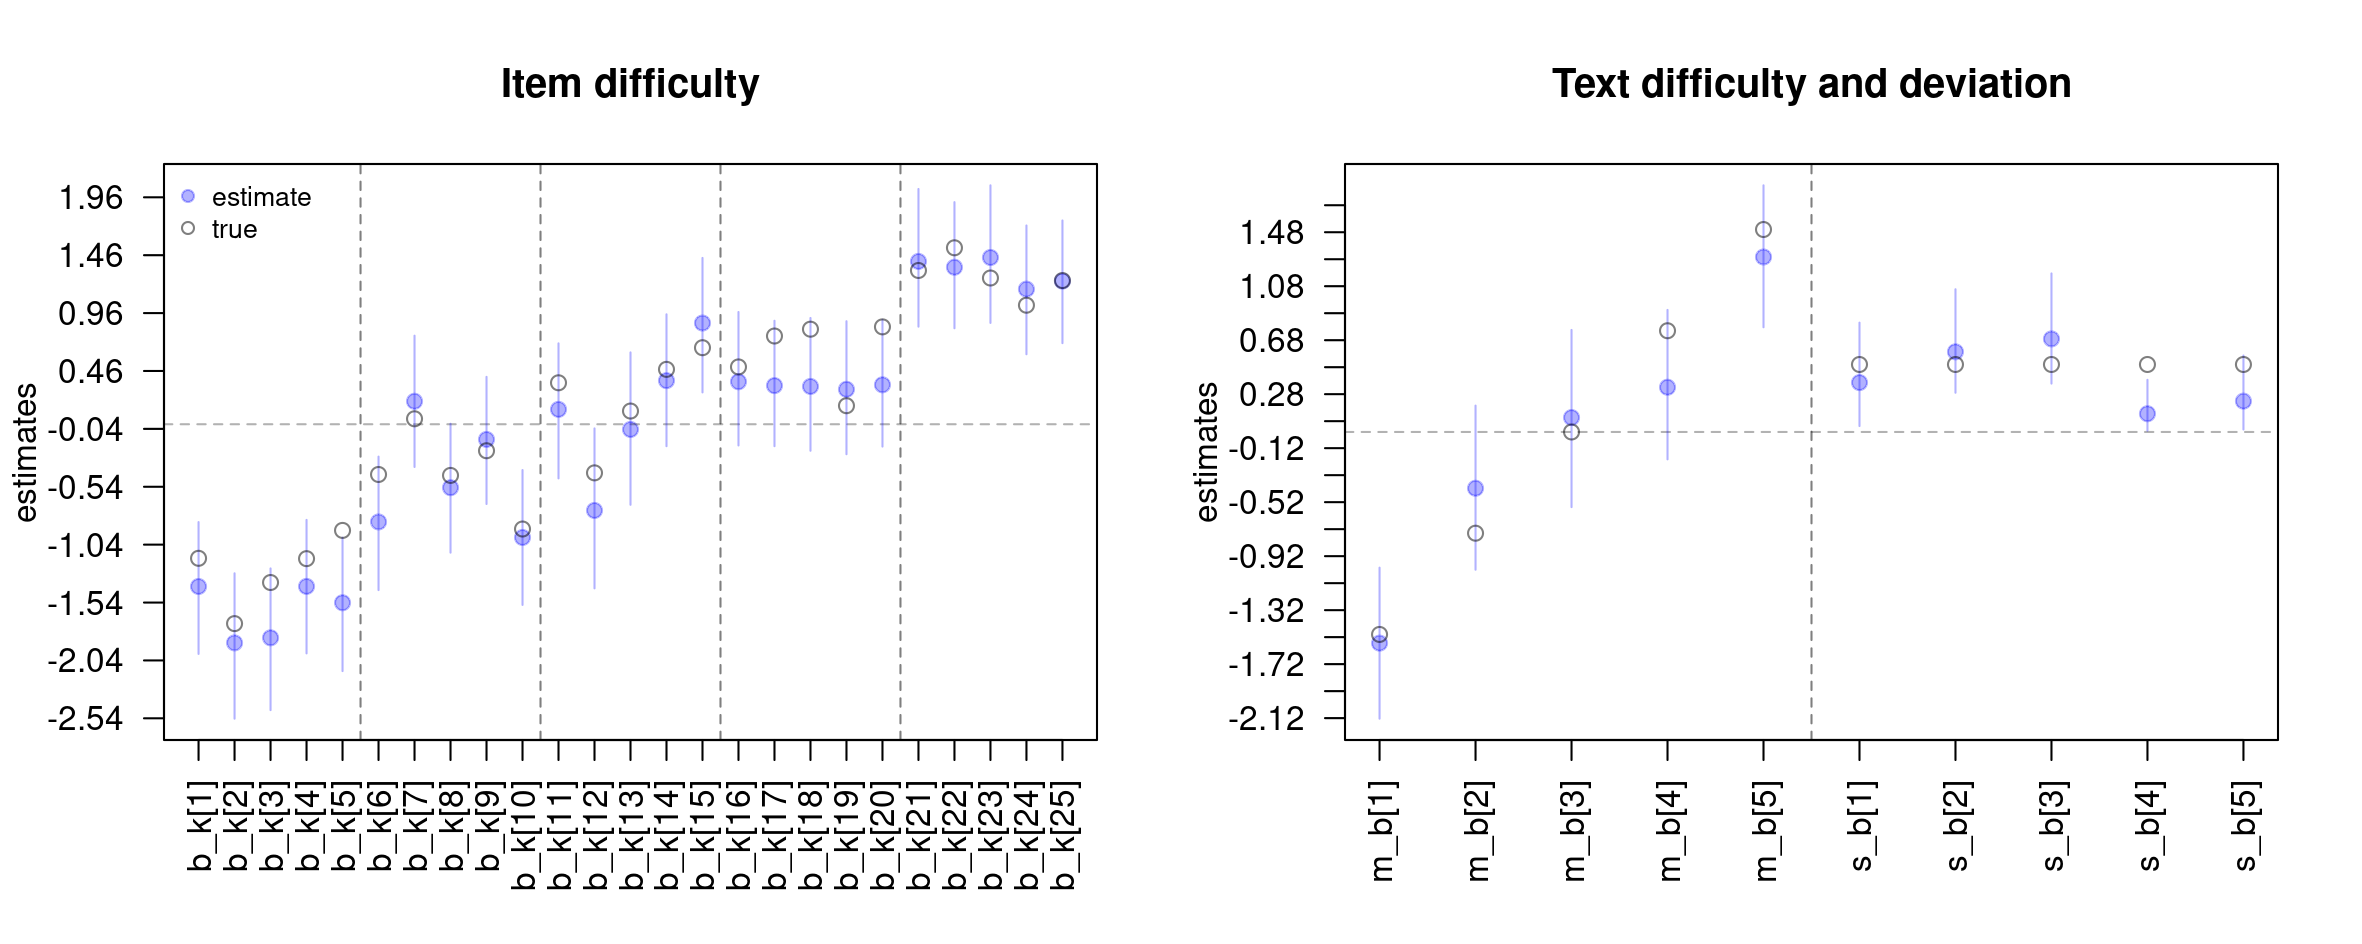 Item difficulty
estimates
1.96
1.46
0.96
0.46
-0.04
-0.54
-1.04
-1.54
-2.04
-2.54
estimate
true
b_k[1]
b_k[2]
b_k[3]
b_k[4]
b_k[5]
b_k[6]
b_k[7]
b_k[8]
b_k[9]
b_k[10]
b_k[11]
b_k[12]
b_k[13]
b_k[14]
b_k[15]
b_k[16]
b_k[17]
b_k[18]
b_k[19]
b_k[20]
b_k[21]
b_k[22]
b_k[23]
b_k[24]
b_k[25]
Text difficulty and deviation
estimates
1.48
1.08
0.68
0.28
-0.12
-0.52
-0.92
-1.32
-1.72
-2.12
m_b[1]
m_b[2]
m_b[3]
m_b[4]
m_b[5]
s_b[1]
s_b[2]
s_b[3]
s_b[4]
s_b[5]